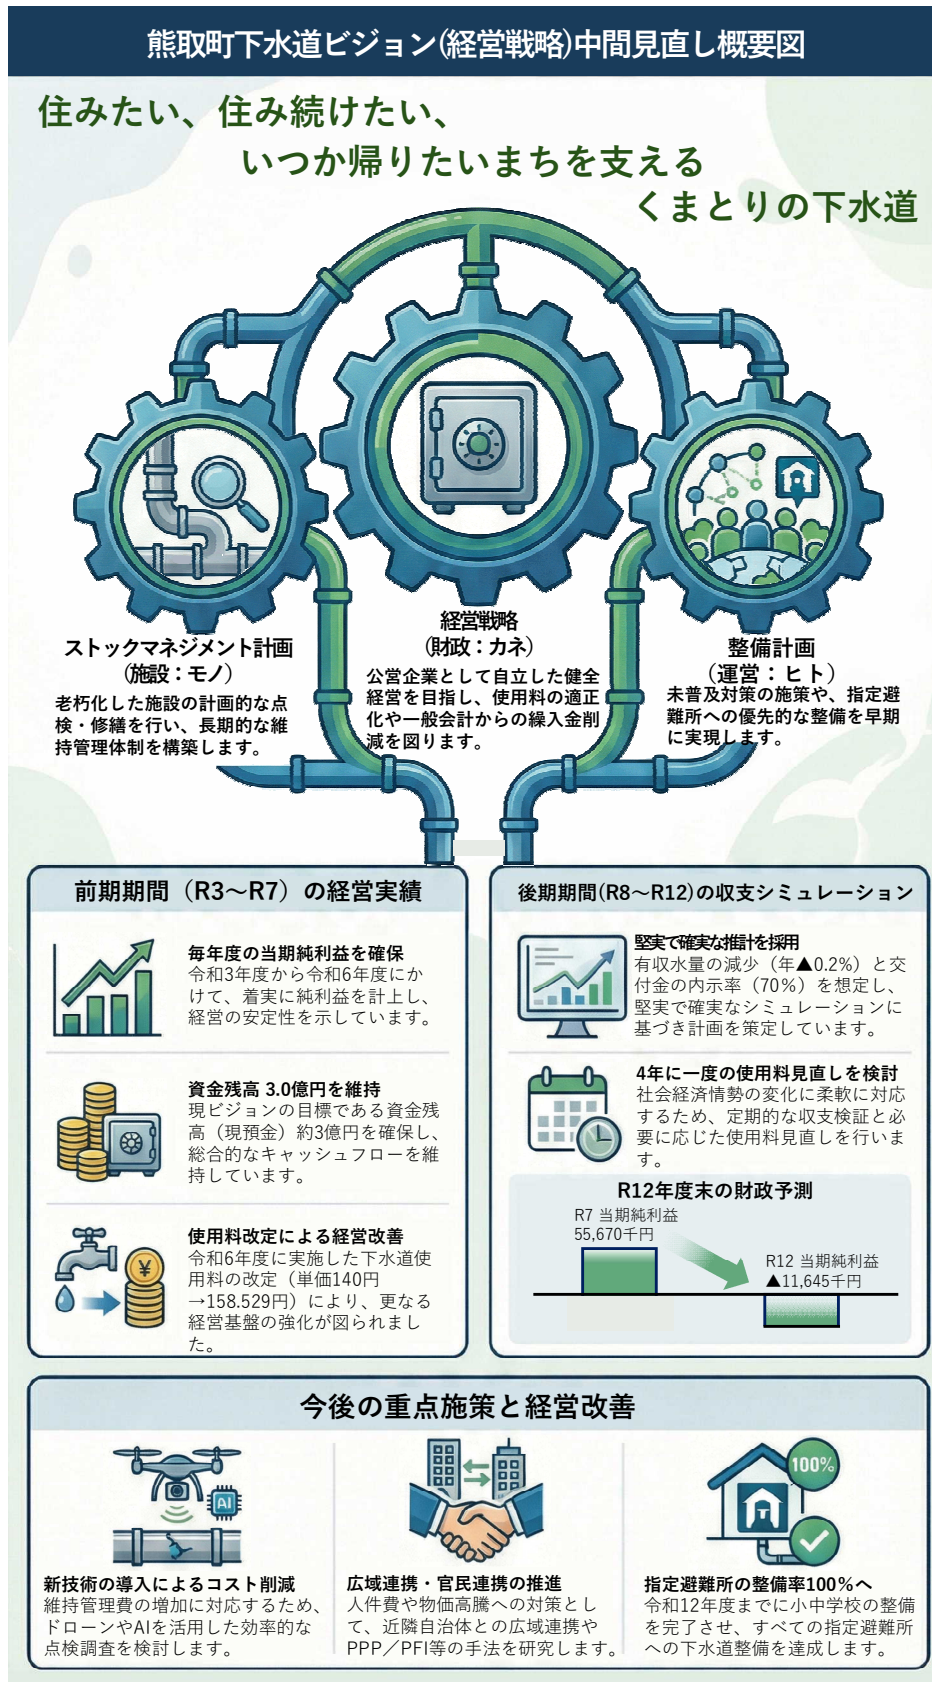 熊取町下水道ビジョン(経営戦略)中間見直し概要図
住みたい、住み続けたい、
いつか帰りたいまちを支える
くまとりの下水道
ストックマネジメント計画
(施設：モノ)
老朽化した施設の計画的な点
検・修繕を行い、長期的な維
持管理体制を構築します。
経営戦略
(財政：カネ)
公営企業として自立した健全
経営を目指し、使用料の適正
化や一般会計からの繰入金削
減を図ります。
整備計画
(運営：ヒト)
未普及対策の施策や、指定避
難所への優先的な整備を早期
に実現します。
前期期間（R3～R7）の経営実績
毎年度の当期純利益を確保
令和3年度から令和6年度にか
けて、着実に純利益を計上し、
経営の安定性を示しています。
資金残高 3.0億円を維持
現ビジョンの目標である資金残
高（現預金）約3億円を確保し、
総合的なキャッシュフローを維
持しています。
¥
使用料改定による経営改善
令和6年度に実施した下水道使
用料の改定（単価140円
→158.529円）により、更なる
経営基盤の強化が図られまし
た。
後期期間(R8～R12)の収支シミュレーション
堅実で確実な推計を採用
有収水量の減少（年▲0.2%）と交
付金の内示率（70%）を想定し、
堅実で確実なシミュレーションに
基づき計画を策定しています。
4年に一度の使用料見直しを検討
社会経済情勢の変化に柔軟に対応
するため、定期的な収支検証と必
要に応じた使用料見直しを行いま
す。
R12年度末の財政予測
R7 当期純利益
55,670千円
R12 当期純利益
▲11,645千円
今後の重点施策と経営改善
AI
新技術の導入によるコスト削減
維持管理費の増加に対応するため、
ドローンやAIを活用した効率的な
点検調査を検討します。
広域連携・官民連携の推進
人件費や物価高騰への対策とし
て、近隣自治体との広域連携や
PPP／PFI等の手法を研究します。
100%
指定避難所の整備率100%へ
令和12年度までに小中学校の整備
を完了させ、すべての指定避難所
への下水道整備を達成します。